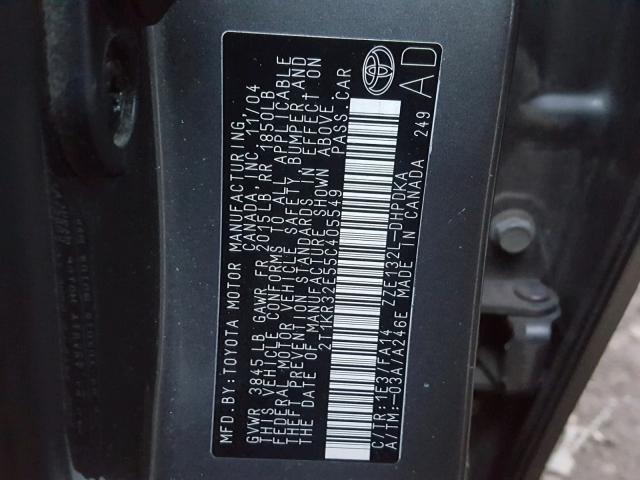 MFD.BY:TOYOTA MOTOR MANUFACTURING
CANADA, INC. 11/04
GVWR 3845LB GAWR FR 2015LB RR 1850LB
THIS VEHICLE CONFORMS TO ALL APPLICABLE
FEDERAL MOTOR VEHICLE SAFETY, BUMPER, AND
THEFT PREVENTION STANDARDS IN EFFECT ON
THE DATE OF MANUFACTURE SHOWN ABOVE.
2T1KR32E55C405549 PASS.CAR
C/TR:1E3/FA14 ZZE132L-DHPDKA
A/TM:-03A/A246E MADE IN CANADA 249
AD